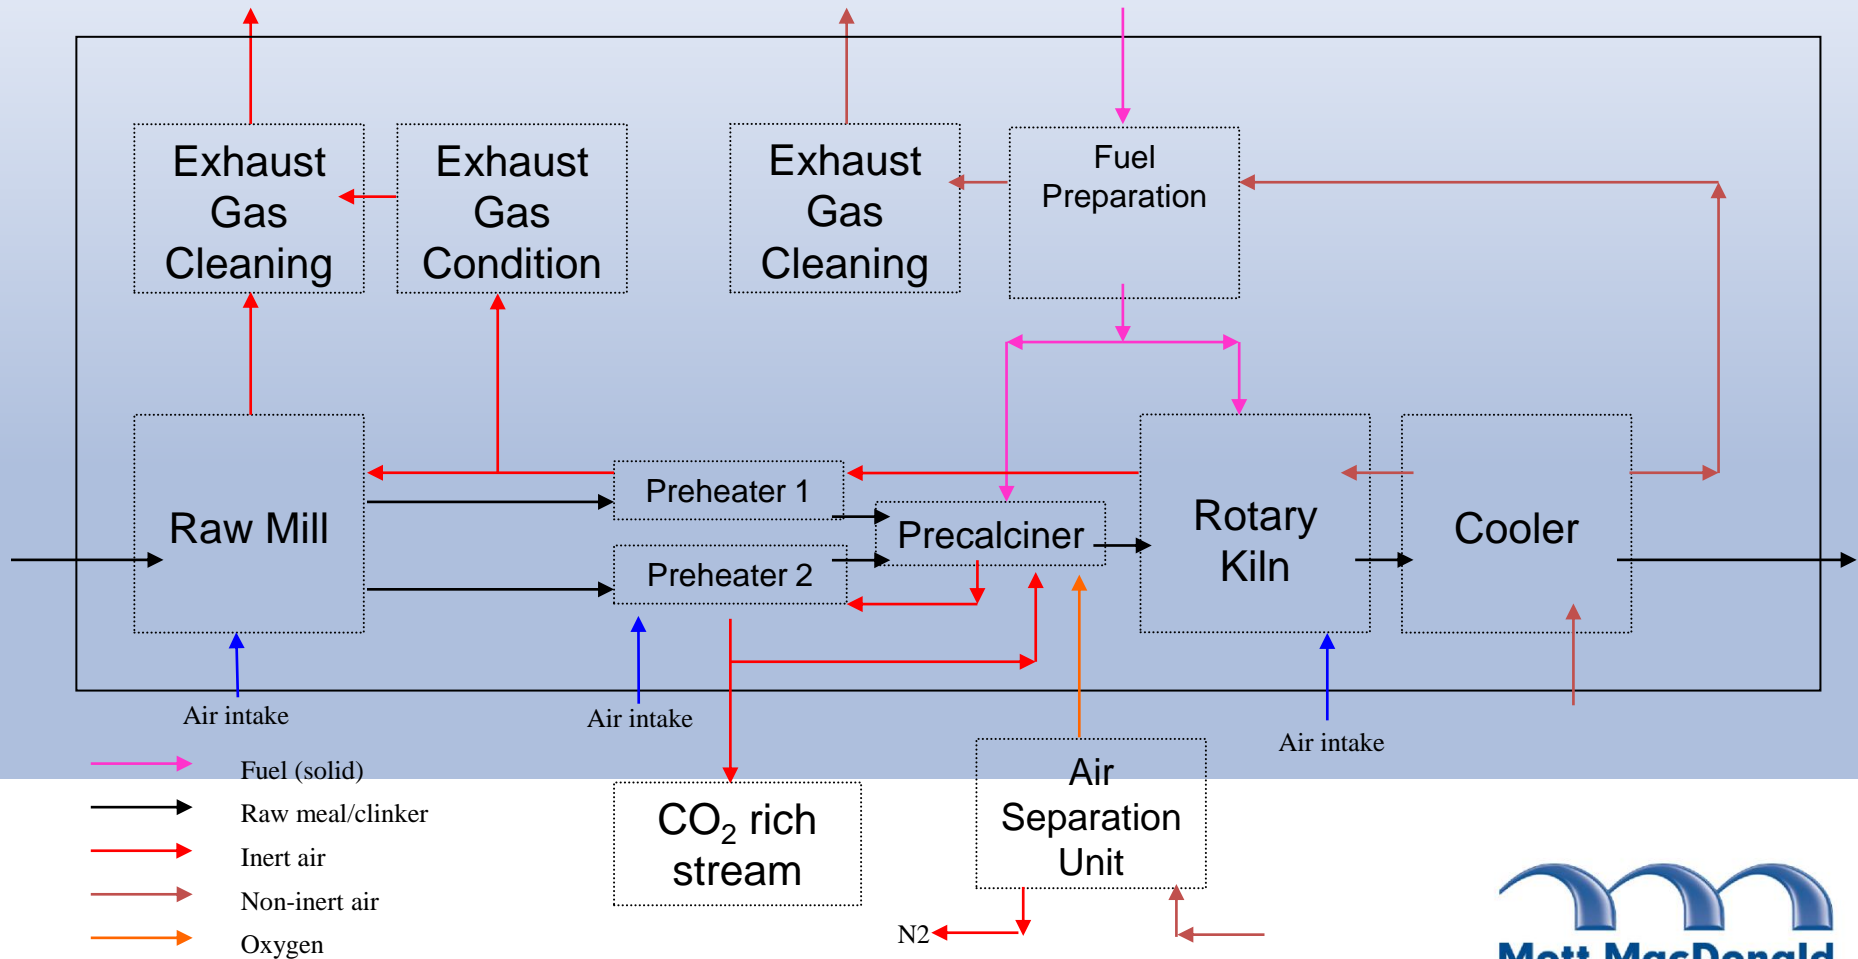 Exhaust
Gas
Cleaning
Exhaust
Gas
Condition
Exhaust
Gas
Cleaning
Fuel
Preparation
Raw Mill
Preheater 1
Preheater 2
Precalciner
Rotary
Kiln
Cooler
Air intake
Air intake
Air intake
Fuel (solid)
Raw meal/clinker
Inert air
Non-inert air
Oxygen
CO₂ rich
stream
Air
Separation
Unit
N2
Mott MacDonald